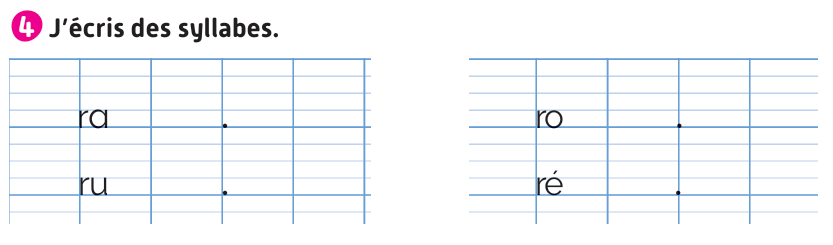 4 J'écris des syllabes.
ra . ro .
ru . ré .